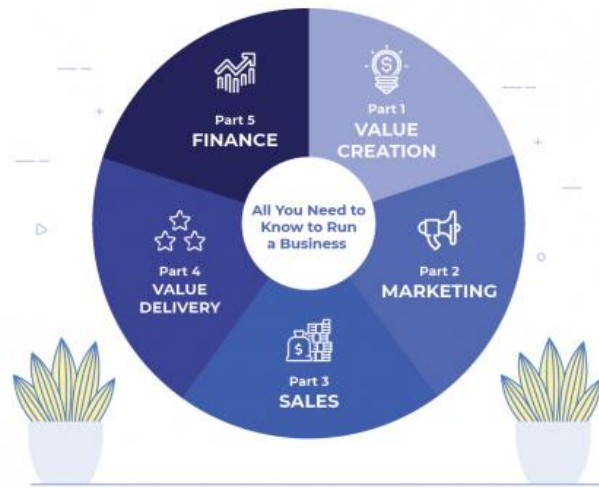 Part 1
VALUE
CREATION
Part 2
MARKETING
Part 3
SALES
Part 4
VALUE
DELIVERY
Part 5
FINANCE
All You Need to
Know to Run
a Business